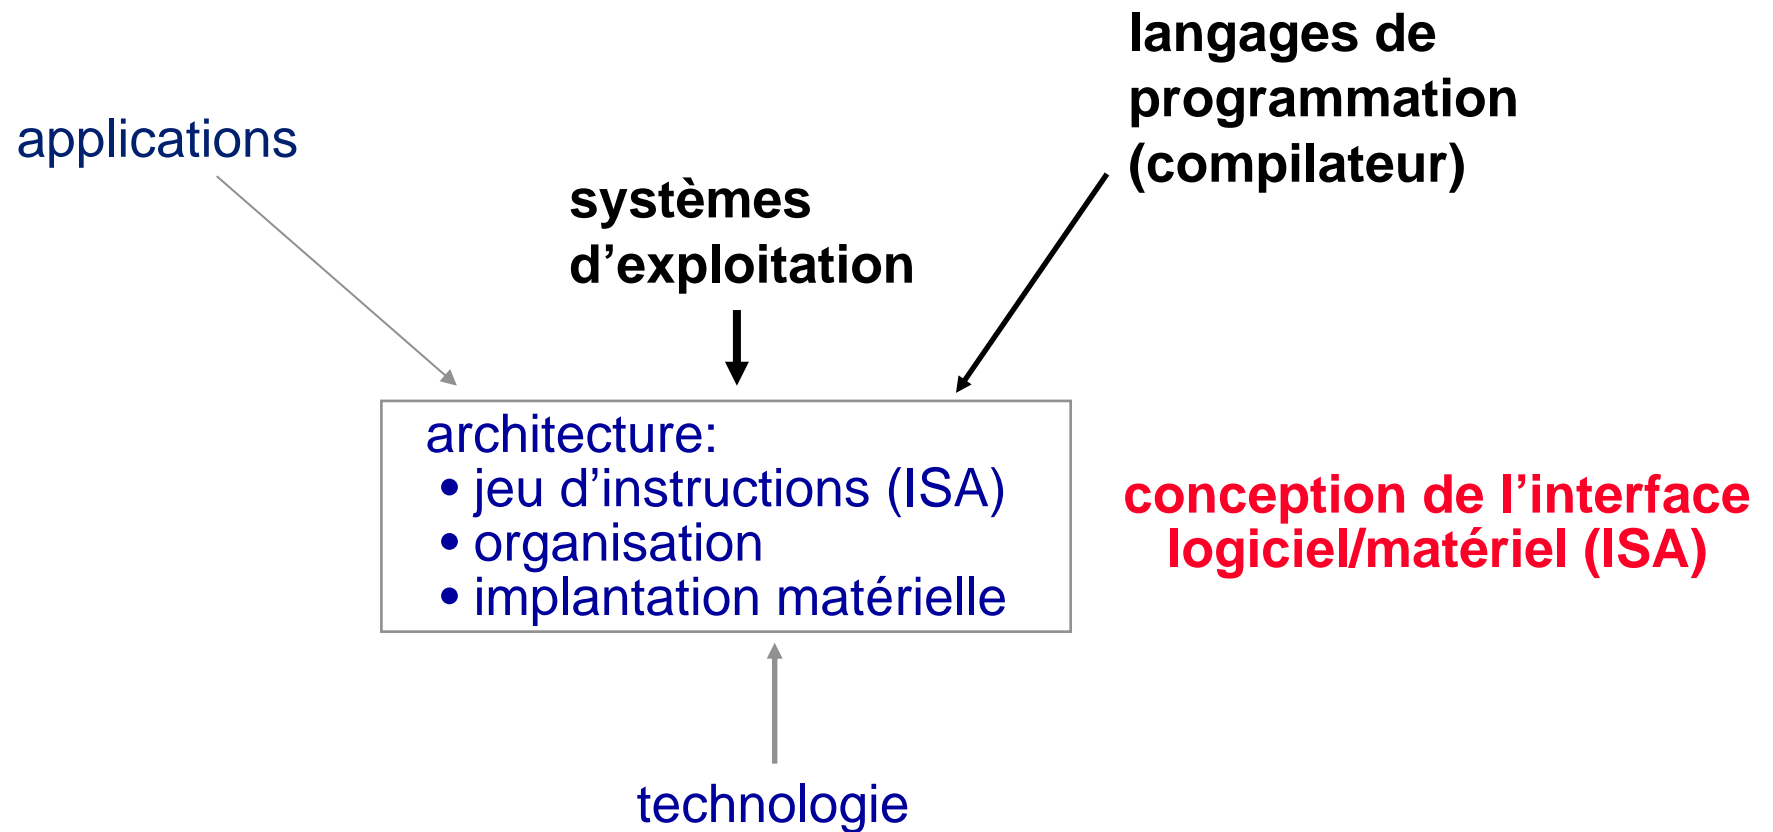 langages de
programmation
(compilateur)
applications
systèmes
d’exploitation
architecture:
• jeu d’instructions (ISA)
• organisation
• implantation matérielle
conception de l’interface
logiciel/matériel (ISA)
technologie